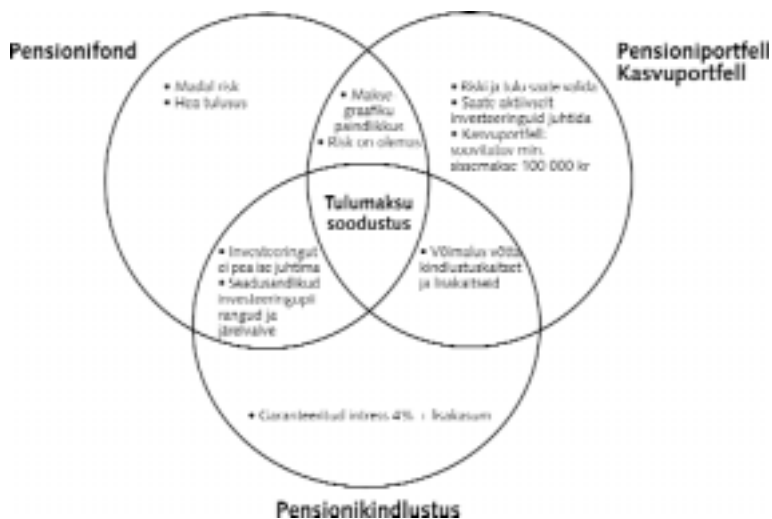 Pensionifond
Pensioniportfell
Kasvuportfell
• Madal risk
• Hea tulusus
• Makse
graafiku
paindlikkus
• Risk on olemas
• Riski ja tulu saate valida
• Saate aktiivselt
investeeringuid juhtida
• Kasvuportfell:
soovitatav min.
sissemakse 100 000 kr
Tulumaksu
soodustus
• Investeeringut
ei pea ise juhtima
• Seadusandlikud
investeeringupii
rangud ja
järelvalve
• Võimalus võtta
kindlustuskaitset
ja lisakaitseid
• Garanteeritud intress 4% + lisakasum
Pensionikindlustus